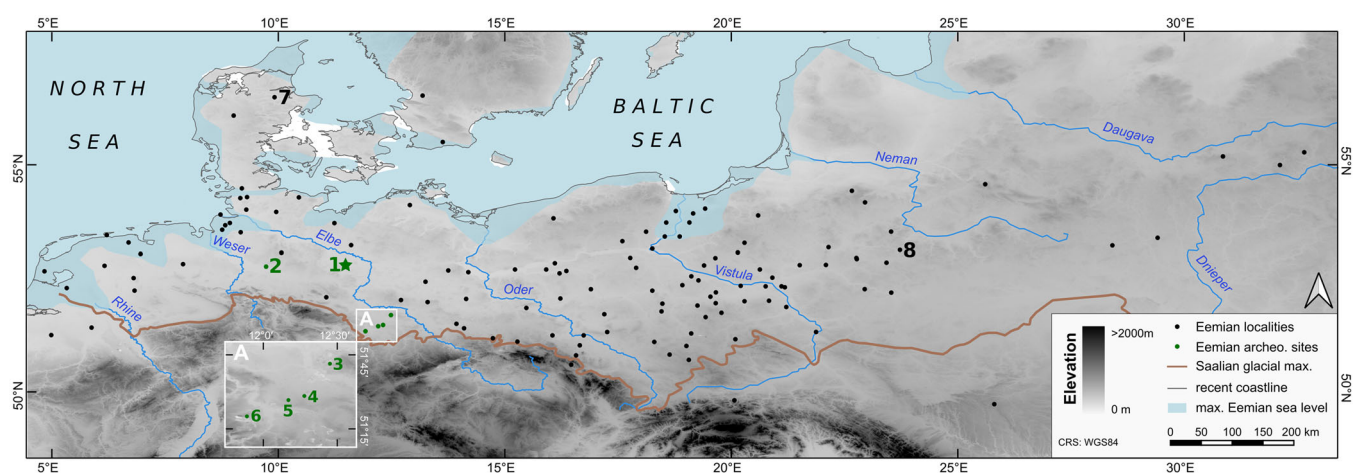 5°E
10°E
15°E
20°E
25°E
30°E
NORTH
SEA
7
BALTIC
SEA
Daugava
55°N
55°N
Neman
Weser
Elbe
2
1
8
Vistula
Oder
Dnieper
Rhine
A
12°0'
12°30'
A
3
4
5
6
51°45'
51°15'
50°N
50°N
Elevation
>2000m
0 m
CRS: WGS84
Eemian localities
Eemian archeo. sites
Saalian glacial max.
recent coastline
max. Eemian sea level
0 50 100 150 200 km
5°E
10°E
15°E
20°E
25°E
30°E